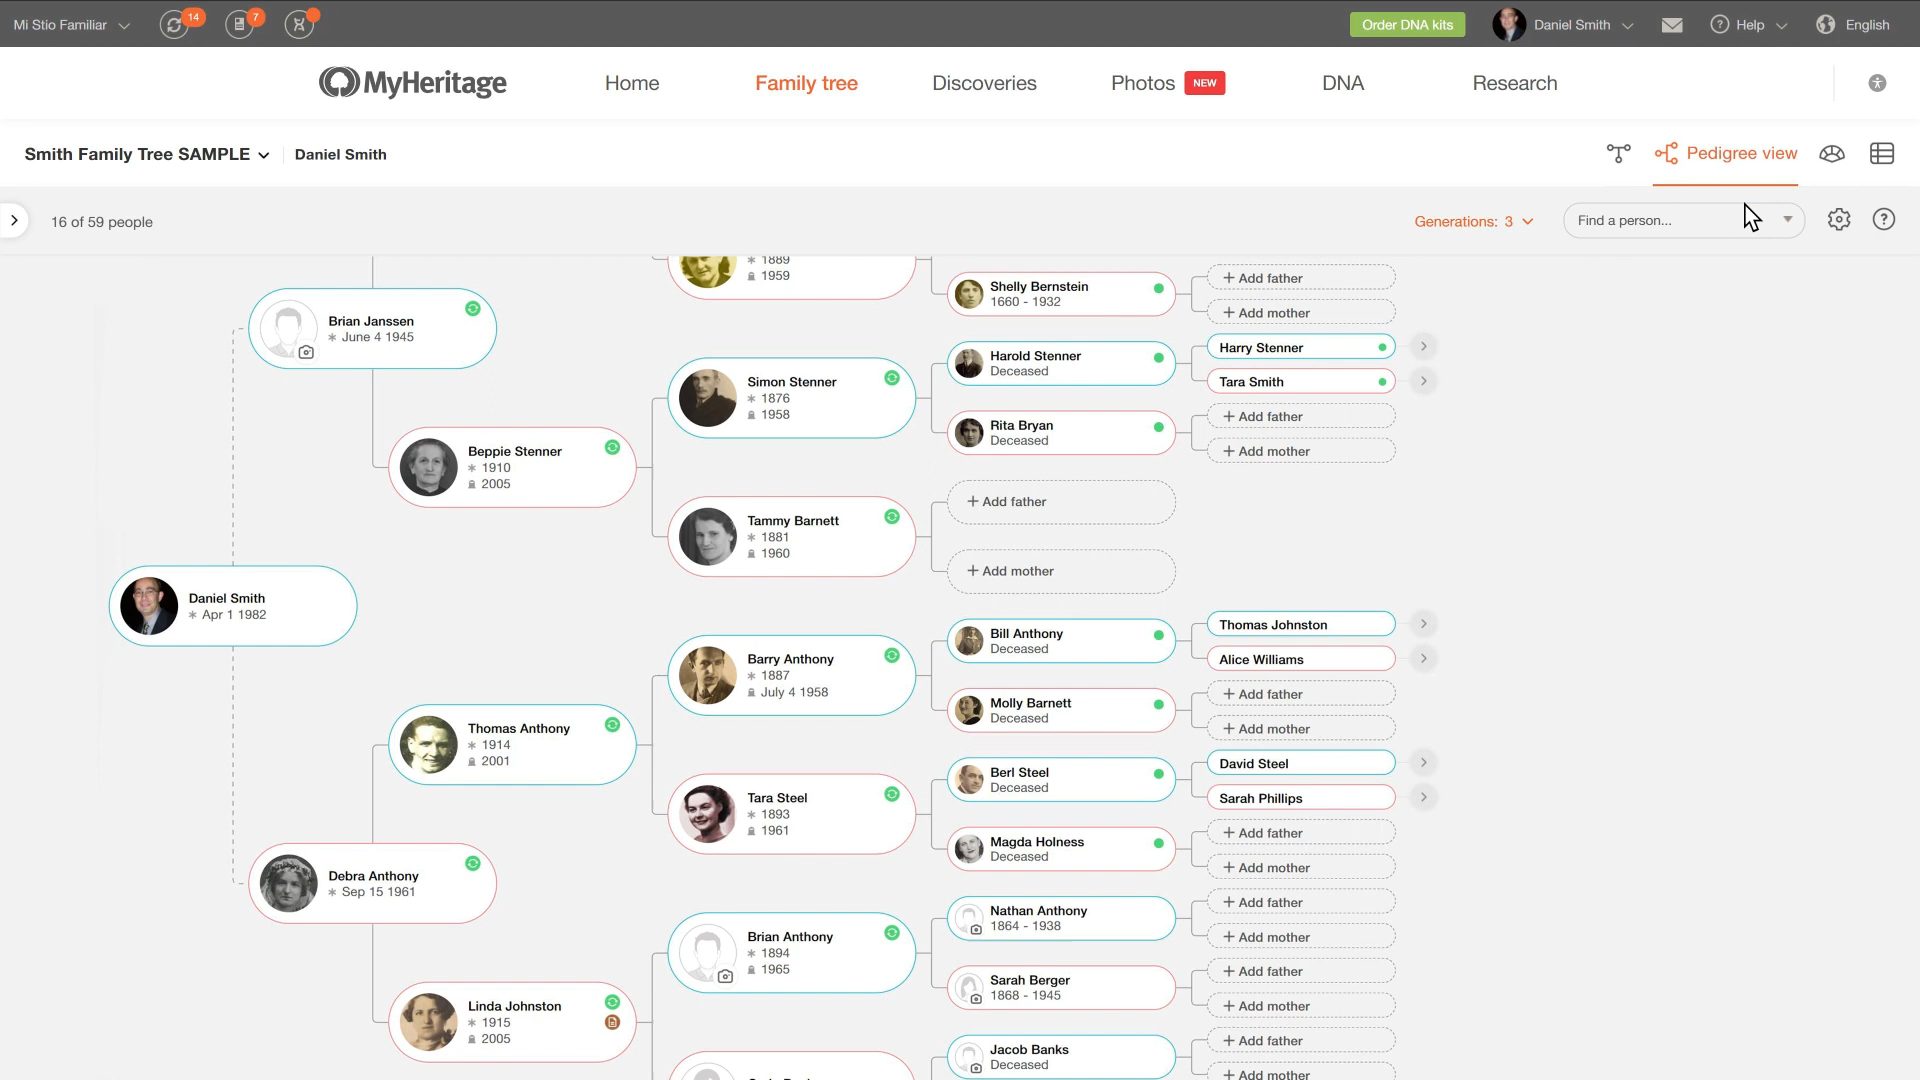 Mi Stio Familiar
14
7
Order DNA kits
Daniel Smith
Help
English
MyHeritage
Home
Family tree
Discoveries
Photos
NEW
DNA
Research
Smith Family Tree SAMPLE
Daniel Smith
Pedigree view
16 of 59 people
Generations: 3
Find a person...
1889
1959
Shelly Bernstein
1660 - 1932
+ Add father
+ Add mother
Brian Janssen
June 4 1945
Harold Stenner
Deceased
Harry Stenner
Tara Smith
Simon Stenner
1876
1958
Rita Bryan
Deceased
+ Add father
+ Add mother
Beppie Stenner
1910
2005
Tammy Barnett
1881
1960
+ Add father
+ Add mother
Daniel Smith
Apr 1 1982
Bill Anthony
Deceased
Thomas Johnston
Alice Williams
Barry Anthony
1887
July 4 1958
Molly Barnett
Deceased
+ Add father
+ Add mother
Thomas Anthony
1914
2001
Berl Steel
Deceased
David Steel
Sarah Phillips
Tara Steel
1893
1961
Magda Holness
Deceased
+ Add father
+ Add mother
Debra Anthony
Sep 15 1961
Nathan Anthony
1864 - 1938
+ Add father
+ Add mother
Brian Anthony
1894
1965
Sarah Berger
1868 - 1945
+ Add father
+ Add mother
Linda Johnston
1915
2005
Jacob Banks
Deceased
+ Add father
+ Add mother